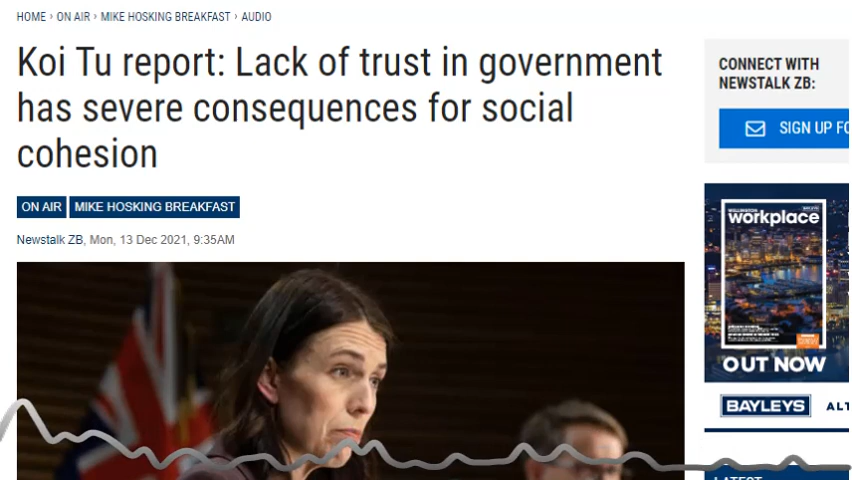 HOME › ON AIR › MIKE HOSKING BREAKFAST › AUDIO
Koi Tu report: Lack of trust in government
has severe consequences for social
cohesion
ON AIR MIKE HOSKING BREAKFAST
Newstalk ZB, Mon, 13 Dec 2021, 9:35AM
CONNECT WITH
NEWSTALK ZB:
SIGN UP FO
workplace
OUT NOW
BAYLEYS ALT
LATEST